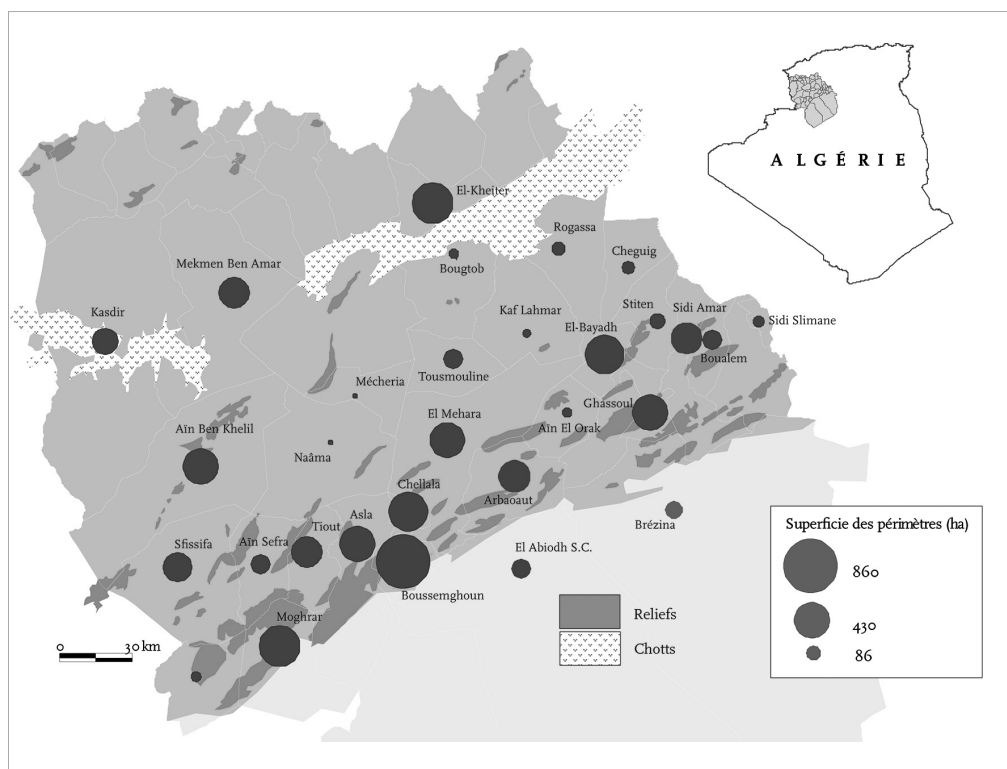 ALGÉRIE
El-Kheiter
Rogassa
Bougtob
Cheguig
Mekmen Ben Amar
Kasdir
Kaf Lahmar
Stiten
Sidi Amar
Sidi Slimane
El-Bayadh
Boualem
Tousmouline
Mécheria
Ghassoul
El Mehara
Aïn El Orak
Aïn Ben Khelil
Naâma
Chellala
Arbaoaut
Brézina
Asla
Tiout
Aïn Sefra
Sfissifa
El Abiodh S.C.
Boussemghoun
Moghrar
Superficie des périmètres (ha)
860
430
86
Reliefs
Chotts
0 30 km